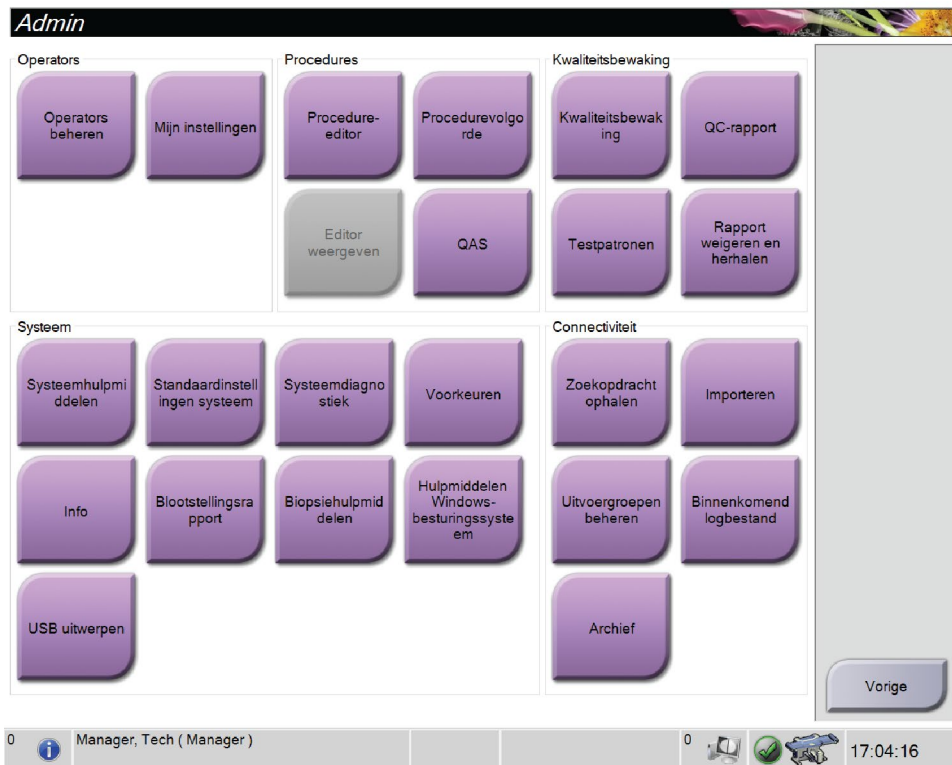 Admin
Operators
Operators
beheren
Mijn instellingen
Procedures
Procedure-
editor
Procedurevolgo
rde
Editor
weergeven
QAS
Kwaliteitsbewaking
Kwaliteitsbewak
ing
QC-rapport
Testpatronen
Rapport
weigeren en
herhalen
Systeem
Systeemhulpmi
ddelen
Standaardinstell
ingen systeem
Systeemdiagno
stiek
Voorkeuren
Info
Blootstellingsra
pport
Biopsiehulpmid
delen
Hulpmiddelen
Windows-
besturingssyste
em
USB uitwerpen
Connectiviteit
Zoekopdracht
ophalen
Importeren
Uitvoergroepen
beheren
Binnenkomend
logbestand
Archief
Vorige
0
Manager, Tech ( Manager )
0
17:04:16